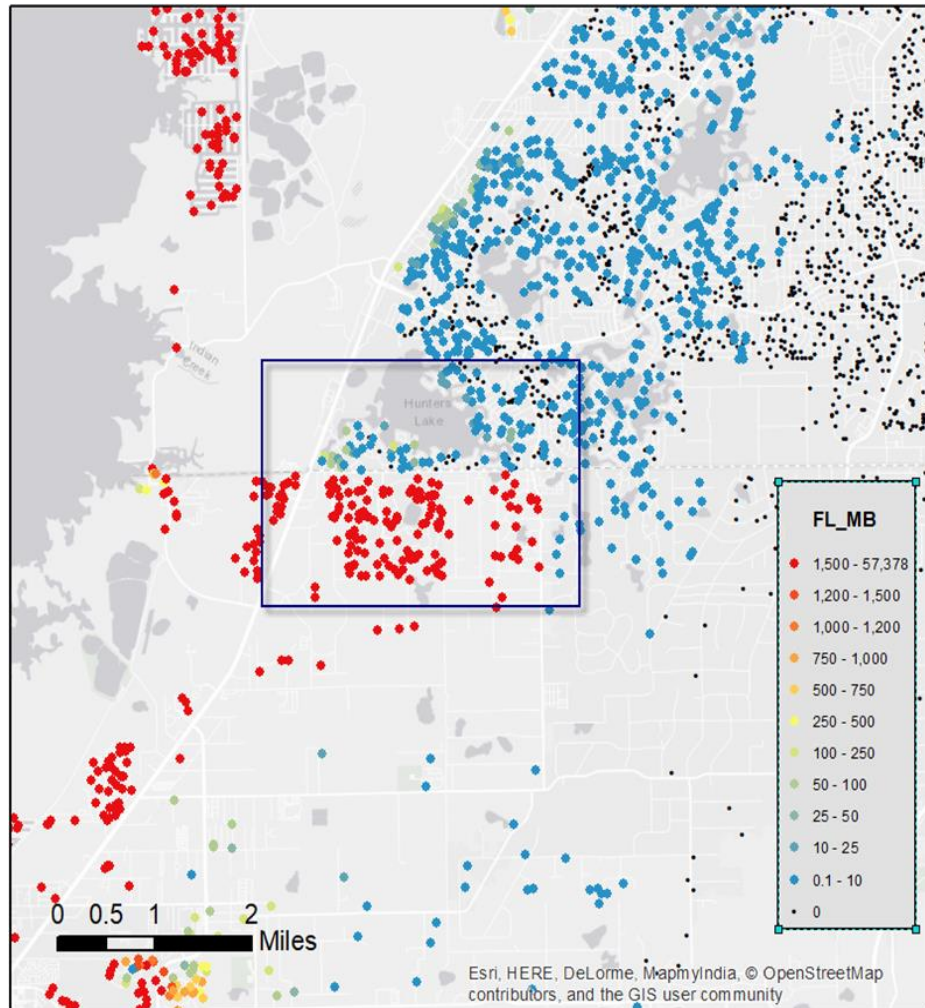 Indian
Creek
Hunters
Lake
FL_MB
1,500 - 57,378
1,200 - 1,500
1,000 - 1,200
750 - 1,000
500 - 750
250 - 500
100 - 250
50 - 100
25 - 50
10 - 25
0.1 - 10
0
0 0.5 1 2
Miles
Esri, HERE, DeLorme, MapmyIndia, © OpenStreetMap
contributors, and the GIS user community